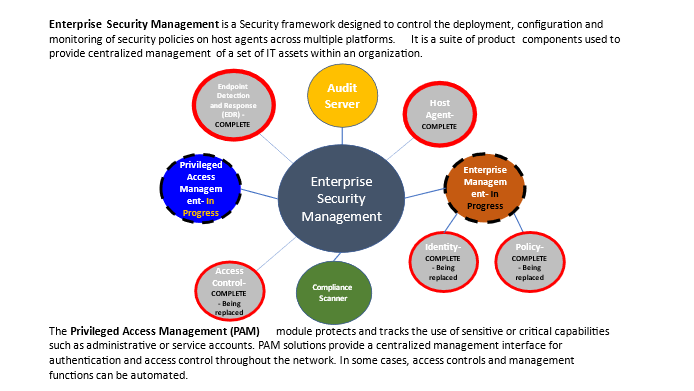 Enterprise Security Management is a Security framework designed to control the deployment, configuration and
monitoring of security policies on host agents across multiple platforms. It is a suite of product components used to
provide centralized management of a set of IT assets within an organization.
Endpoint
Detection
and Response
(EDR) -
COMPLETE
Audit
Server
Host
Agent-
COMPLETE
Privileged
Access
Managem
ent- In
Progress
Enterprise
Security
Management
Enterprise
Managem
ent- In
Progress
Identity-
COMPLETE
- Being
replaced
Policy-
COMPLETE
- Being
replaced
Access
Control-
COMPLETE
- Being
replaced
Compliance
Scanner
The Privileged Access Management (PAM) module protects and tracks the use of sensitive or critical capabilities
such as administrative or service accounts. PAM solutions provide a centralized management interface for
authentication and access control throughout the network. In some cases, access controls and management
functions can be automated.